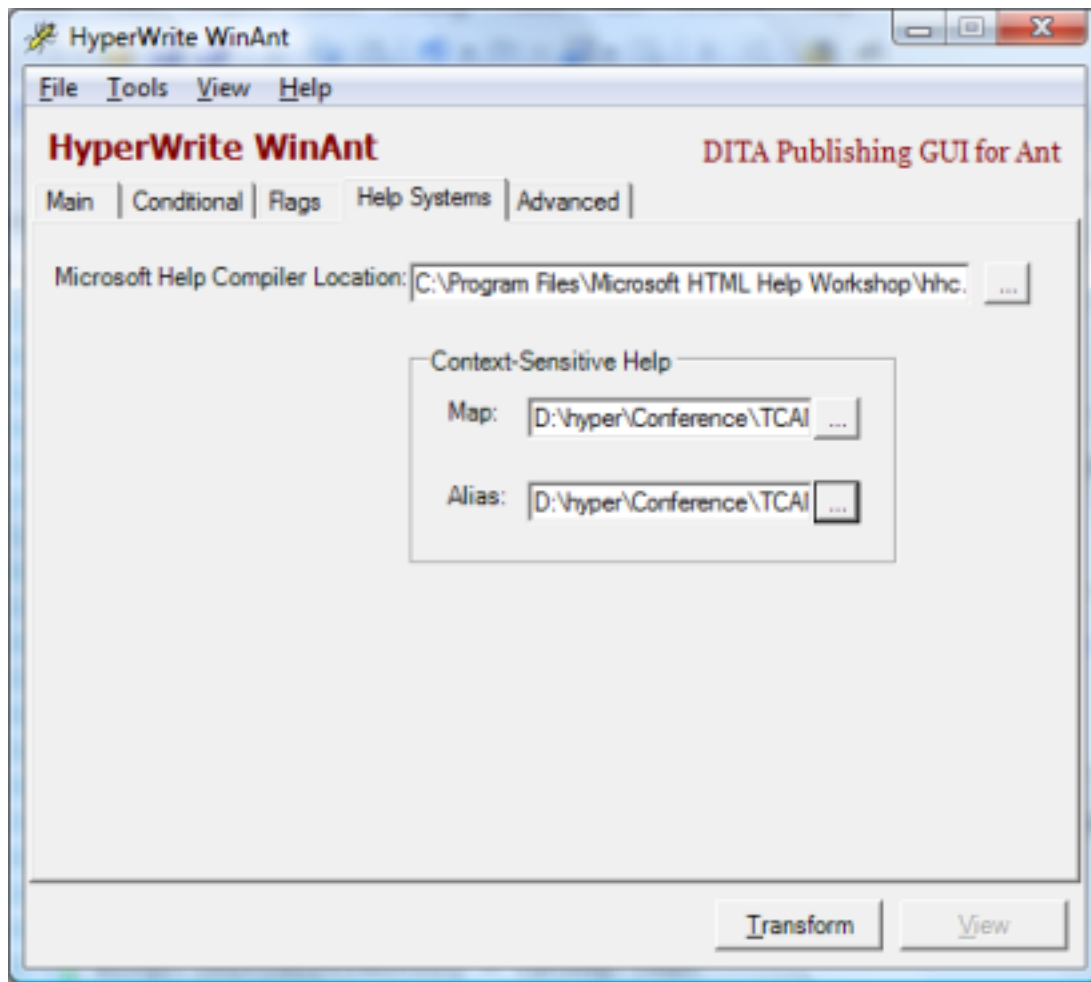 HyperWrite WinAnt
File Tools View Help
HyperWrite WinAnt DITA Publishing GUI for Ant
Main Conditional Flags Help Systems Advanced
Microsoft Help Compiler Location: C:\Program Files\Microsoft HTML Help Workshop\hhc. ...
Context-Sensitive Help
Map: D:\hyper\Conference\TCAI ...
Alias: D:\hyper\Conference\TCAI ...
Transform View